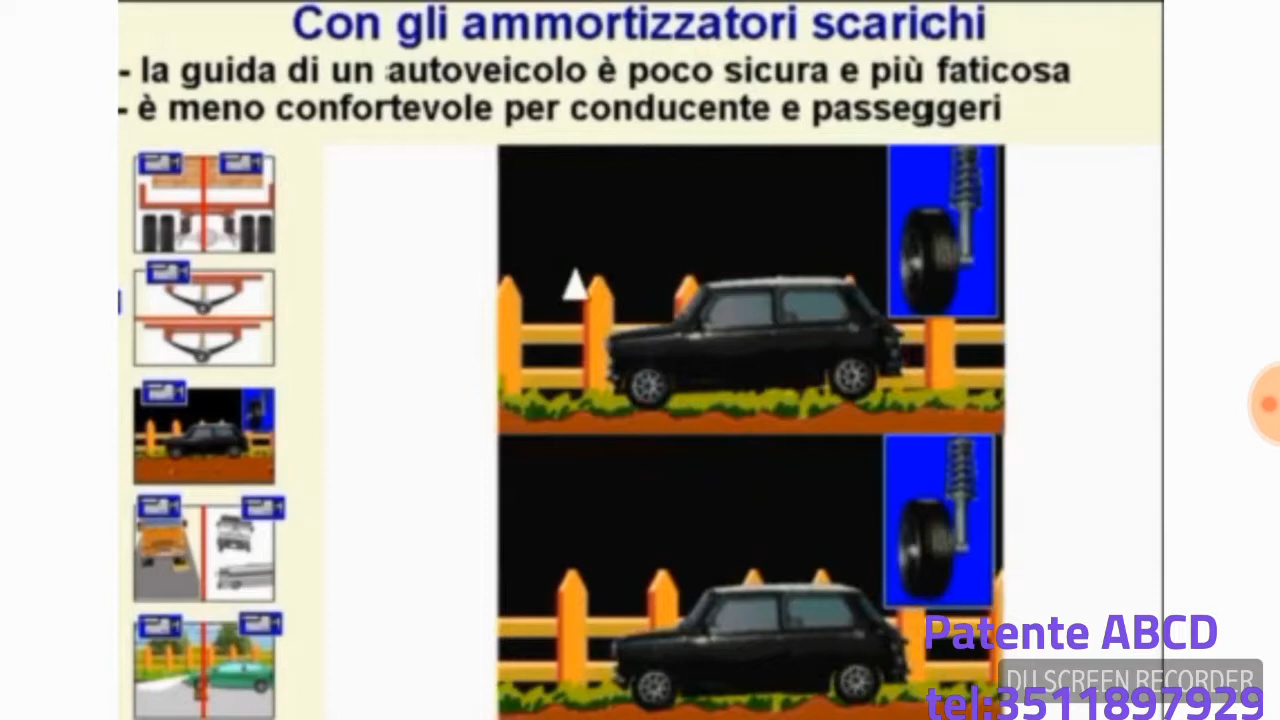 Con gli ammortizzatori scarichi
- la guida di un autoveicolo è poco sicura e più faticosa
- è meno confortevole per conducente e passeggeri
Patente ABCD
DU SCREEN RECORDER
tel:3511897929